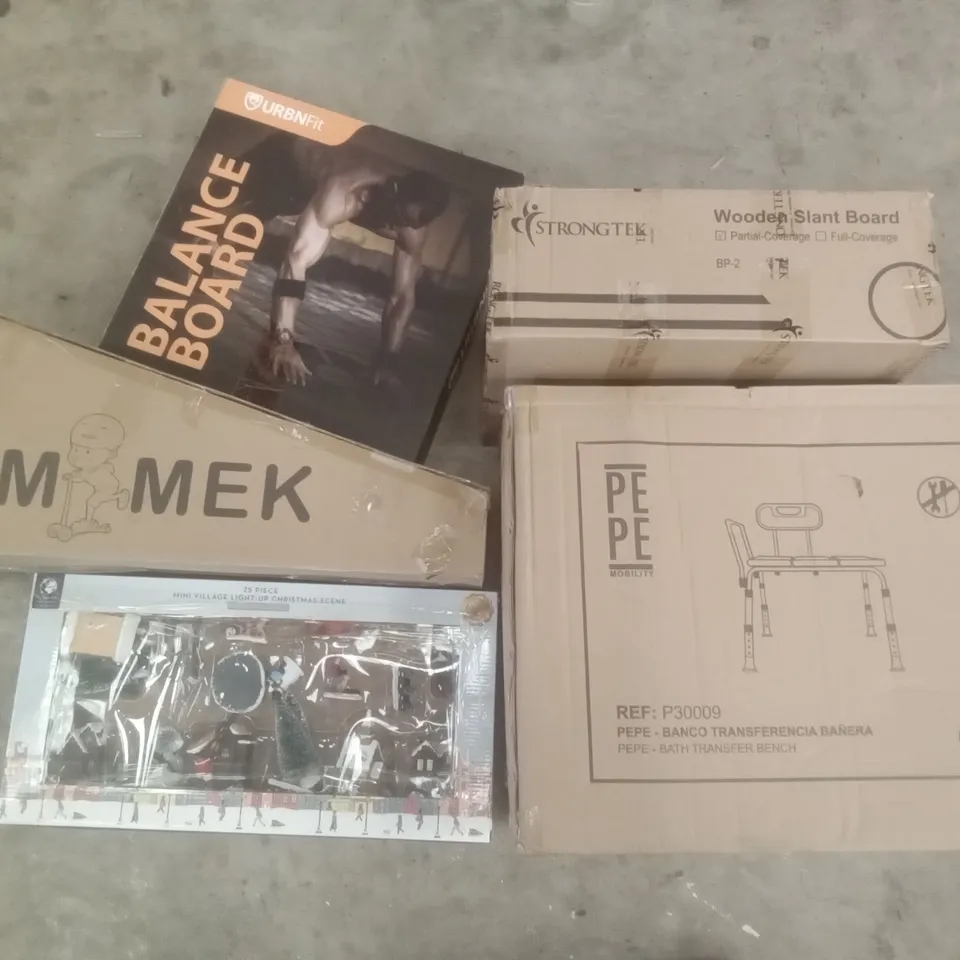 URBNFit
BALANCE
BOARD
STRONGTEK
Wooden Slant Board
☑ Partial-Coverage ☐ Full-Coverage
BP-2
M MEK
25 PIECE
MINI VILLAGE LIGHT-UP CHRISTMAS SCENE
PE
PE
MOBILITY
REF: P30009
PEPE - BANCO TRANSFERENCIA BAÑERA
PEPE - BATH TRANSFER BENCH